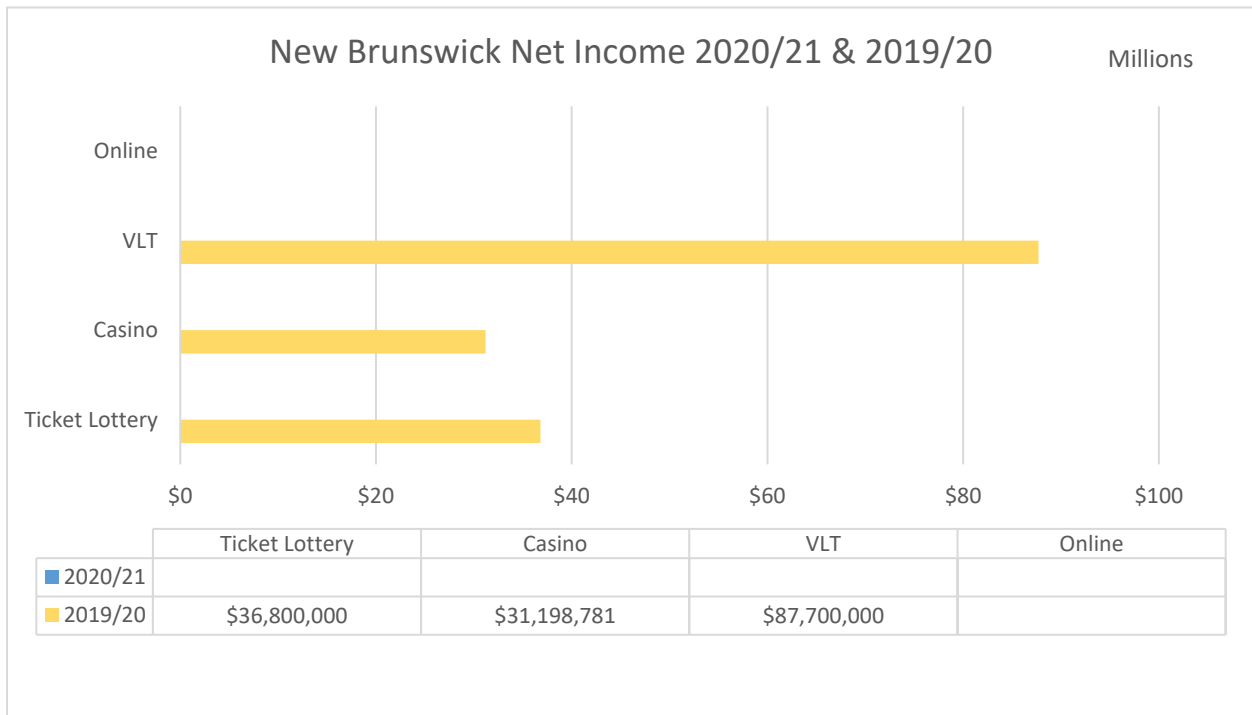 New Brunswick Net Income 2020/21 & 2019/20
Millions
Online
VLT
Casino
Ticket Lottery
$0 $20 $40 $60 $80 $100
Ticket Lottery Casino VLT Online
2020/21
2019/20 $36,800,000 $31,198,781 $87,700,000